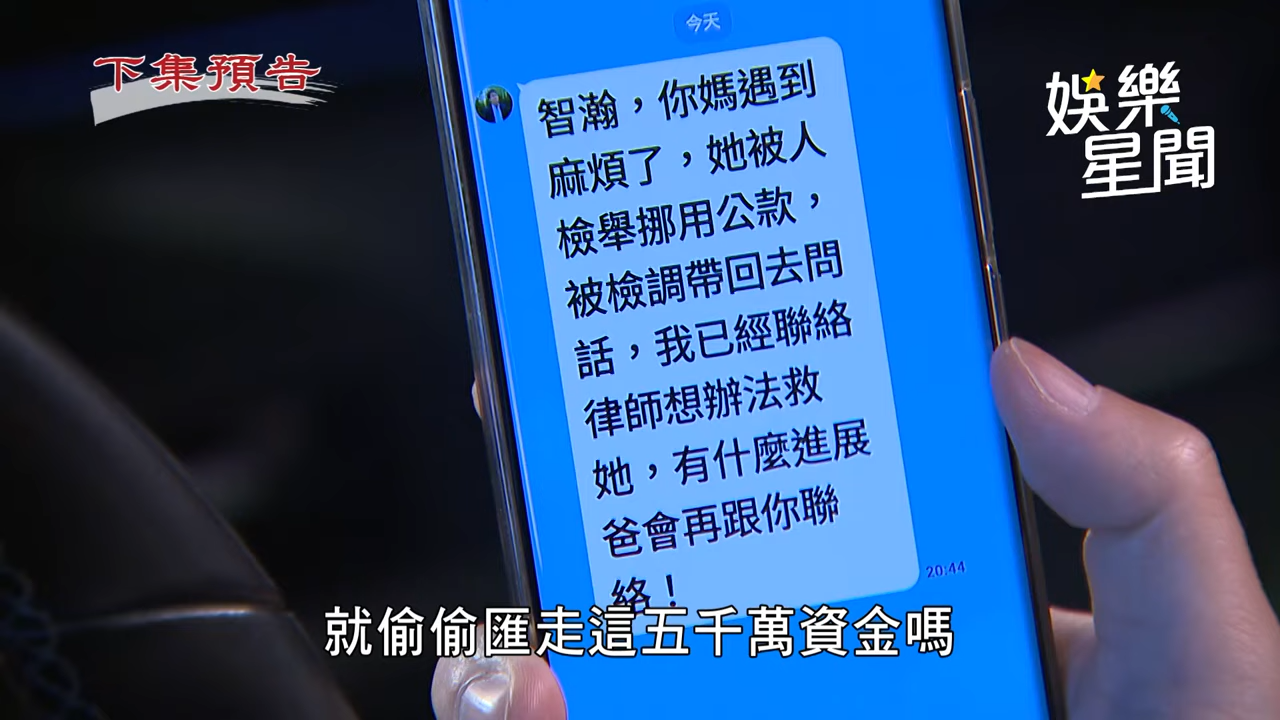 下集預告
娛樂
星聞
今天
智瀚，你媽遇到
麻煩了，她被人
檢舉挪用公款，
被檢調帶回去問
話，我已經聯絡
律師想辦法救
她，有什麼進展
爸會再跟你聯
絡！
20:44
就偷偷匯走這五千萬資金嗎